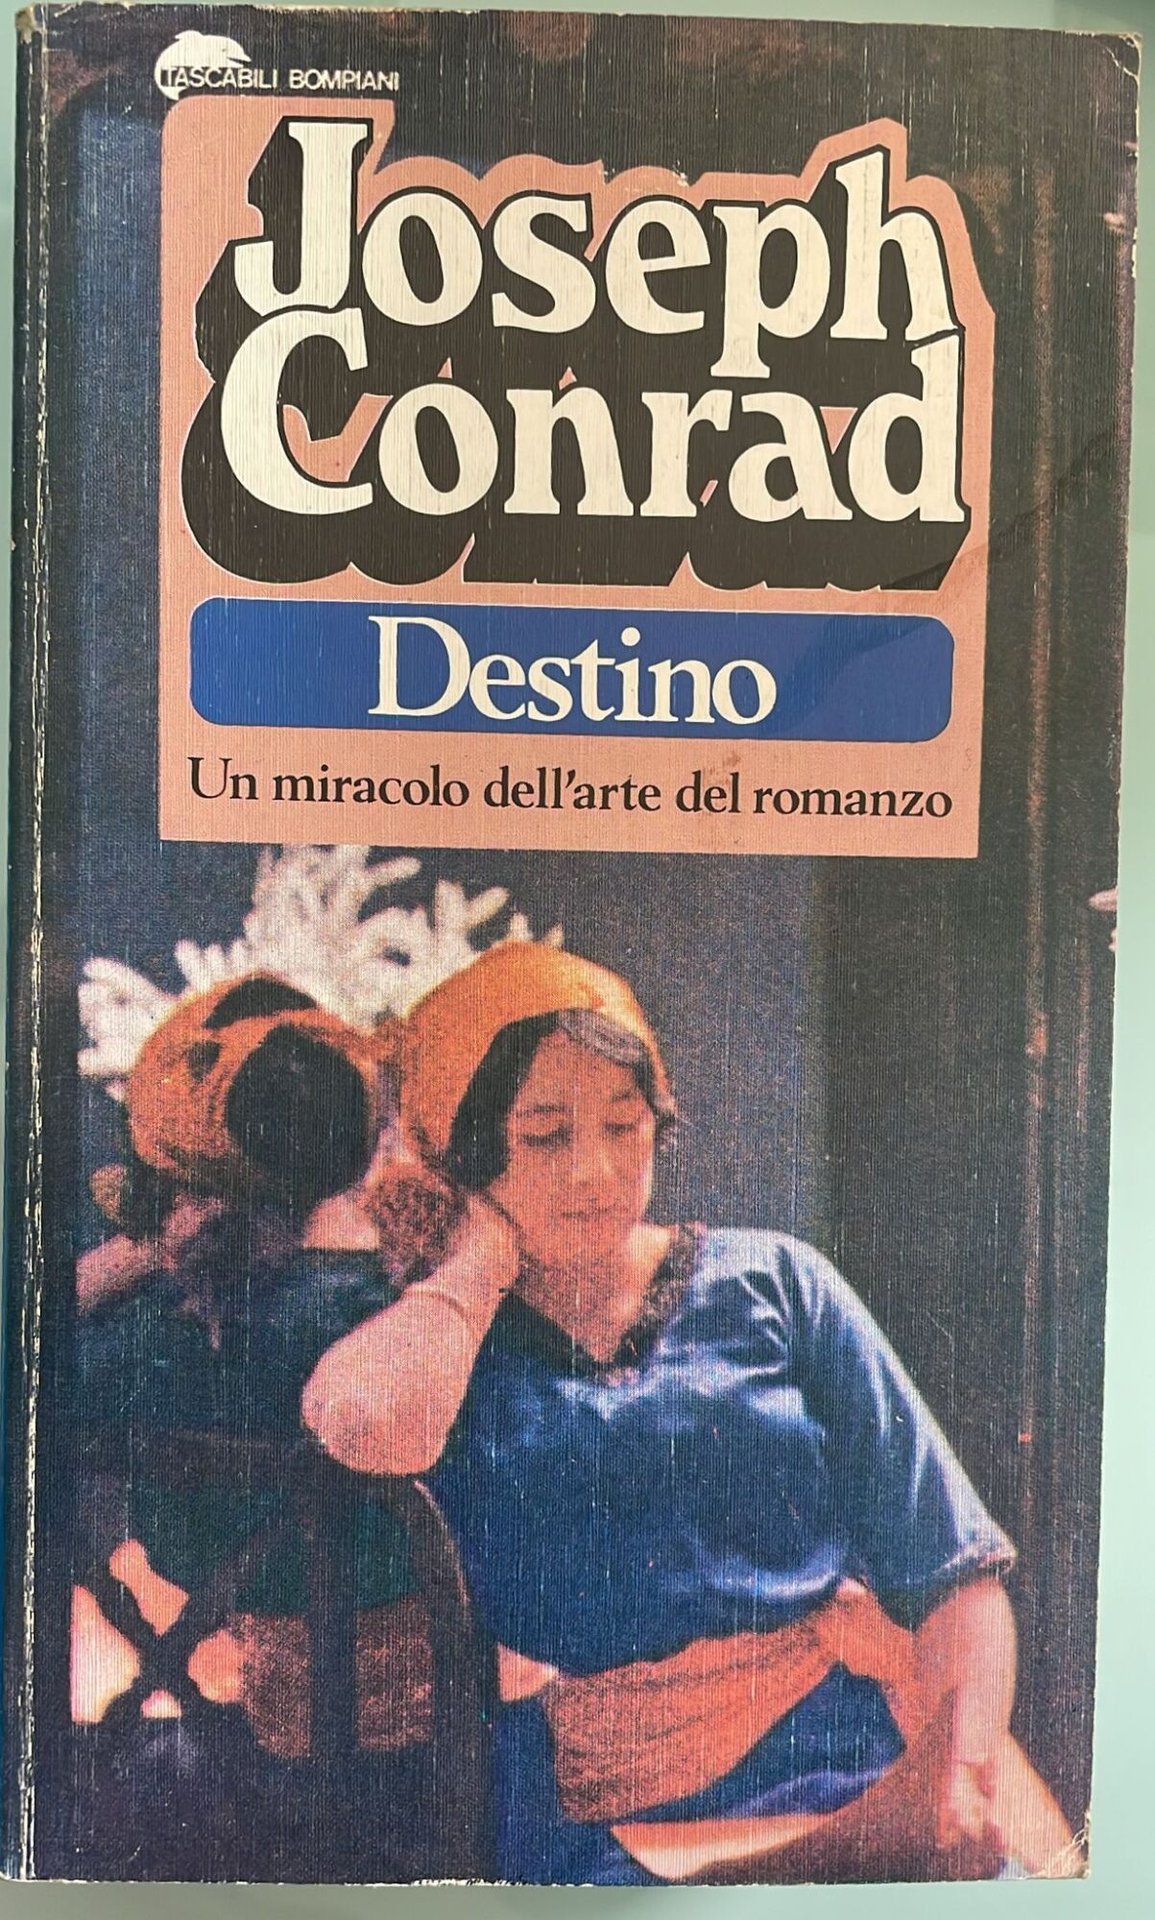 TASCABILI BOMPIANI
Joseph
Conrad
Destino
Un miracolo dell'arte del romanzo